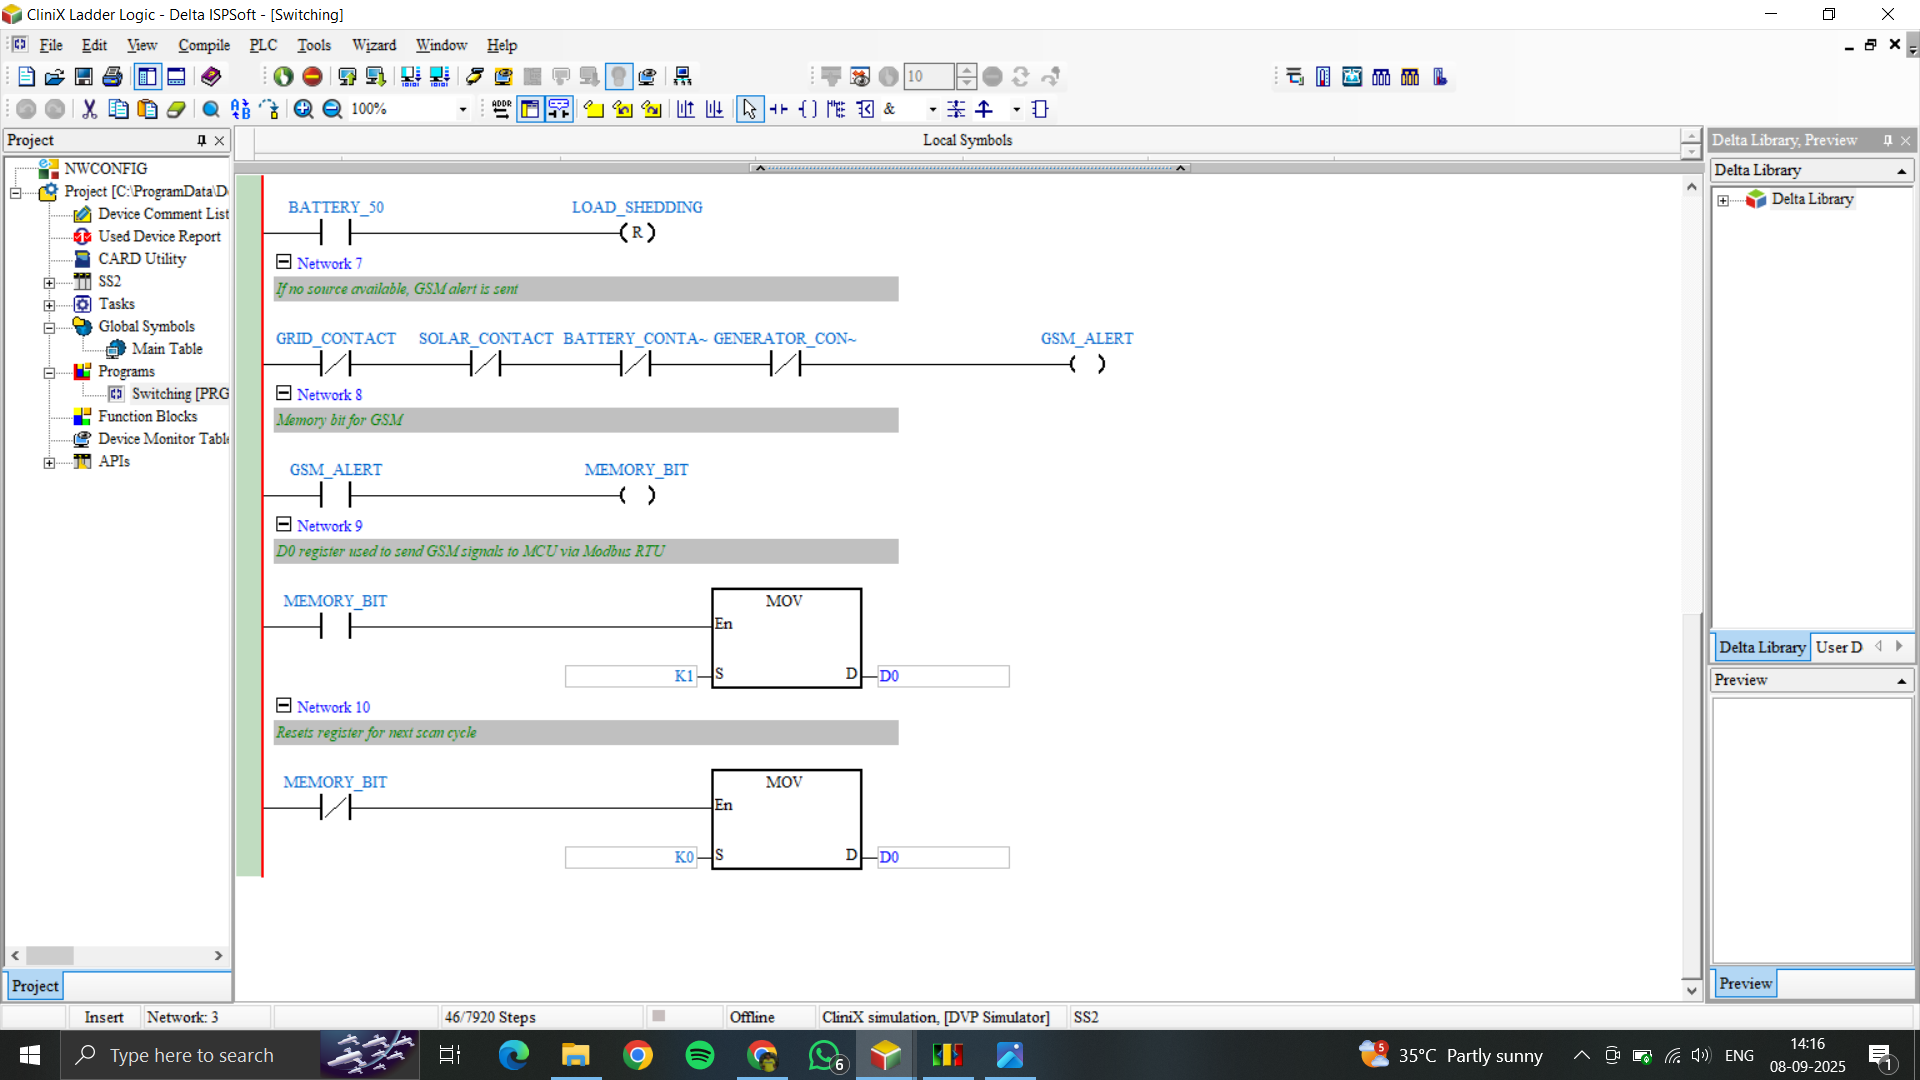 CliniX Ladder Logic - Delta ISPSoft - [Switching]
File Edit View Compile PLC Tools Wizard Window Help
10
100%
ADDR
&
Project
NWCONFIG
Project [C:\ProgramData\D
Device Comment List
Used Device Report
CARD Utility
SS2
Tasks
Global Symbols
Main Table
Programs
Switching [PRG
Function Blocks
Device Monitor Table
APIs
Project
Local Symbols
BATTERY_50 LOAD_SHEDDING
R
Network 7
If no source available, GSM alert is sent
GRID_CONTACT SOLAR_CONTACT BATTERY_CONTA~ GENERATOR_CON~ GSM_ALERT
Network 8
Memory bit for GSM
GSM_ALERT MEMORY_BIT
Network 9
D0 register used to send GSM signals to MCU via Modbus RTU
MEMORY_BIT MOV
En
K1 S D D0
Network 10
Resets register for next scan cycle
MEMORY_BIT MOV
En
K0 S D D0
Delta Library, Preview
Delta Library
Delta Library
Delta Library User D
Preview
Preview
Insert Network: 3 46/7920 Steps Offline CliniX simulation, [DVP Simulator] SS2
Type here to search
6
5
35°C Partly sunny
ENG
14:16
08-09-2025
1